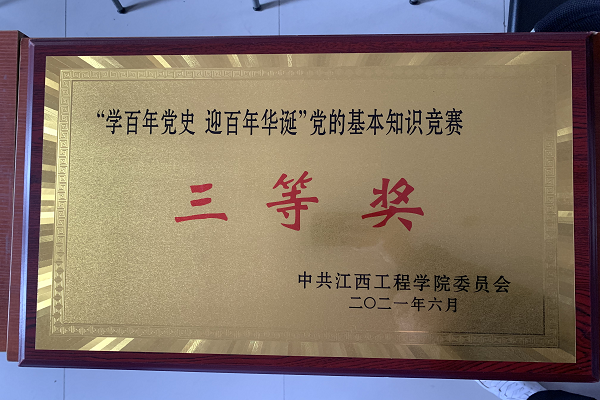 “学百年党史 迎百年华诞”党的基本知识竞赛
三等奖
中共江西工程学院委员会
二〇二一年六月